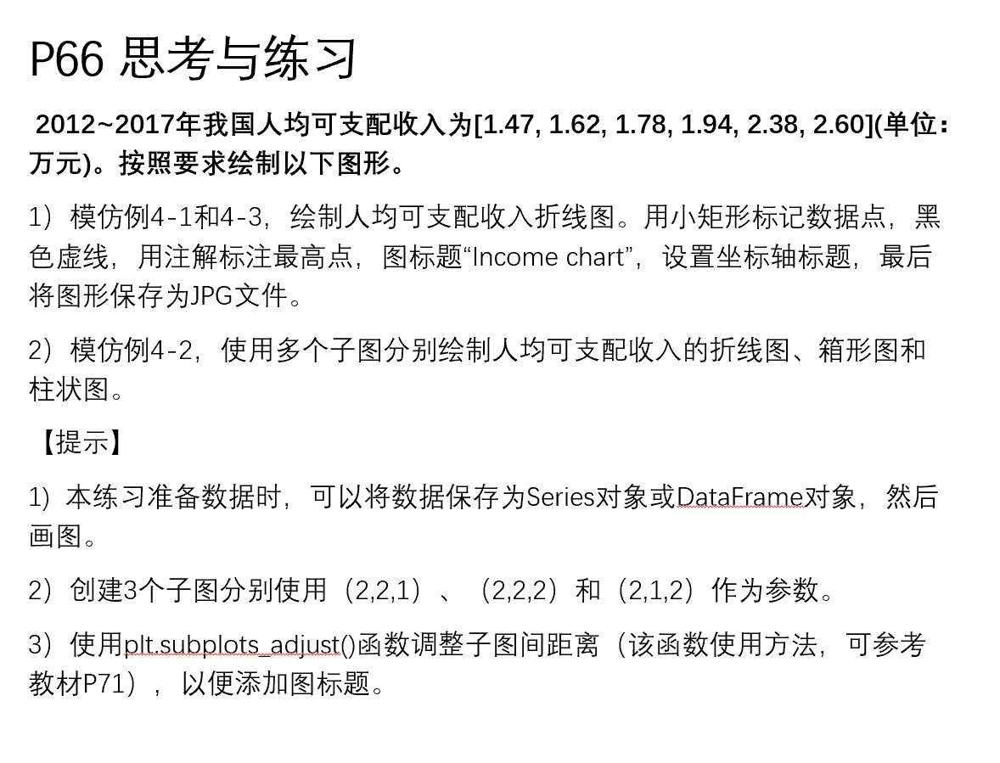 P66 思考与练习
2012~2017年我国人均可支配收入为[1.47, 1.62, 1.78, 1.94, 2.38, 2.60](单位：
万元)。按照要求绘制以下图形。
1）模仿例4-1和4-3，绘制人均可支配收入折线图。用小矩形标记数据点，黑
色虚线，用注解标注最高点，图标题“Income chart”，设置坐标轴标题，最后
将图形保存为JPG文件。
2）模仿例4-2，使用多个子图分别绘制人均可支配收入的折线图、箱形图和
柱状图。
【提示】
1）本练习准备数据时，可以将数据保存为Series对象或DataFrame对象，然后
画图。
2）创建3个子图分别使用（2,2,1）、（2,2,2）和（2,1,2）作为参数。
3）使用plt.subplots_adjust()函数调整子图间距离（该函数使用方法，可参考
教材P71），以便添加图标题。